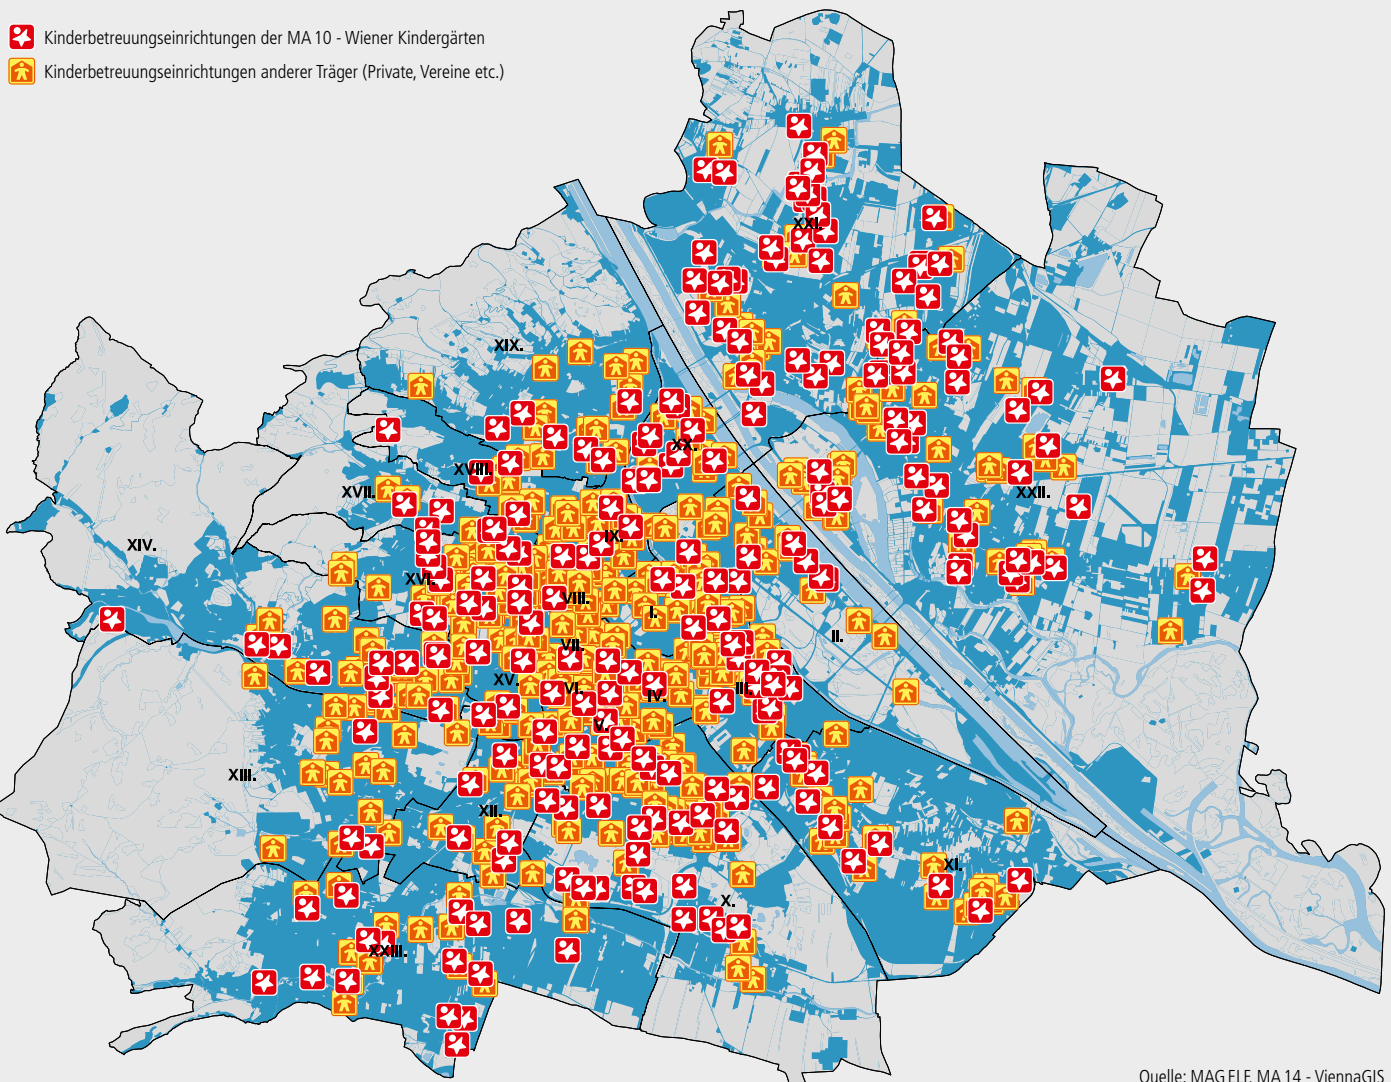 Kinderbetreuungseinrichtungen der MA 10 - Wiener Kindergärten
Kinderbetreuungseinrichtungen anderer Träger (Private, Vereine etc.)
XXI.
XIX.
XX.
XVIII.
XVII.
XXII.
IX.
XIV.
XVI.
VIII.
I.
II.
VII.
XV.
VI.
IV.
III.
V.
XIII.
XII.
XI.
X.
XXIII.
Quelle: MAG ELF, MA 14 - ViennaGIS